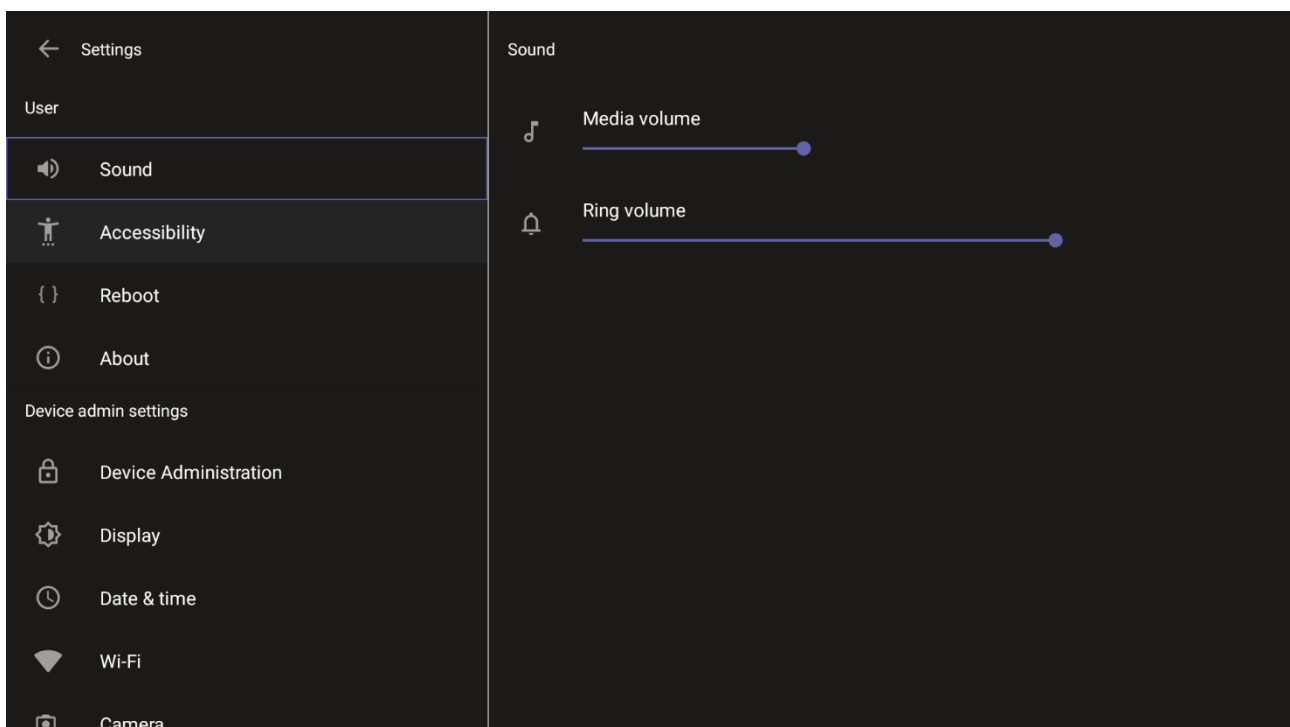 Settings
User
Sound
Accessibility
Reboot
About
Device admin settings
Device Administration
Display
Date & time
Wi-Fi
Camera
Sound
Media volume
Ring volume